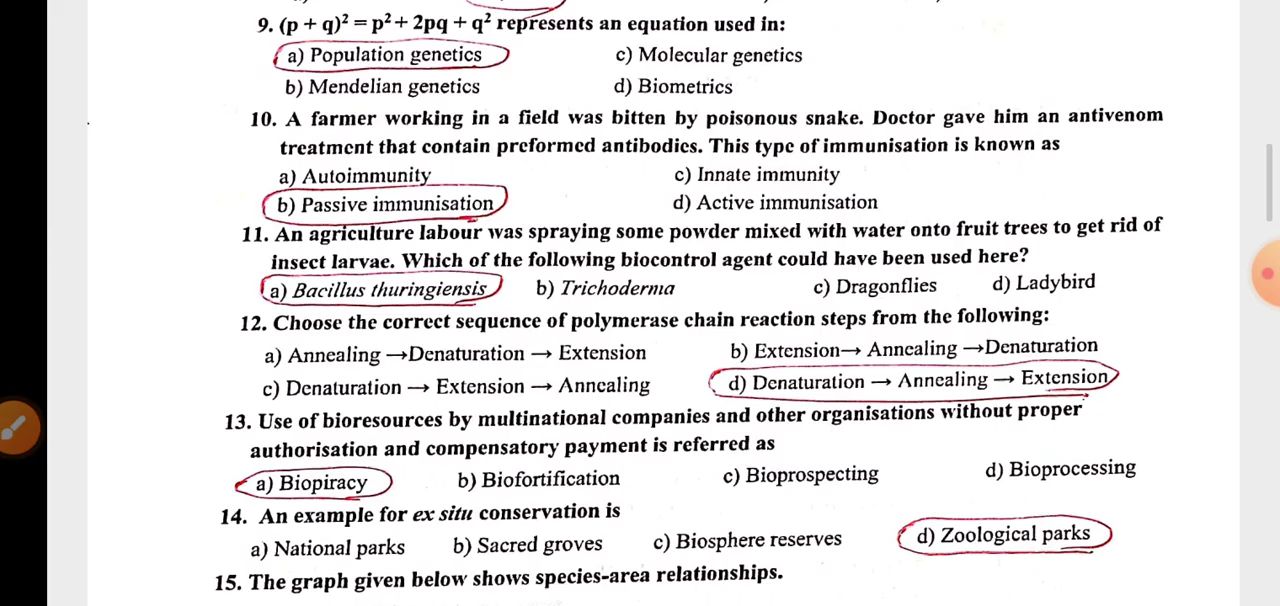 9. (p + q)² = p² + 2pq + q² represents an equation used in:
a) Population genetics c) Molecular genetics
b) Mendelian genetics d) Biometrics
10. A farmer working in a field was bitten by poisonous snake. Doctor gave him an antivenom
treatment that contain preformed antibodies. This type of immunisation is known as
a) Autoimmunity c) Innate immunity
b) Passive immunisation d) Active immunisation
11. An agriculture labour was spraying some powder mixed with water onto fruit trees to get rid of
insect larvae. Which of the following biocontrol agent could have been used here?
a) Bacillus thuringiensis b) Trichoderma c) Dragonflies d) Ladybird
12. Choose the correct sequence of polymerase chain reaction steps from the following:
a) Annealing → Denaturation → Extension b) Extension → Annealing → Denaturation
c) Denaturation → Extension → Annealing d) Denaturation → Annealing → Extension
13. Use of bioresources by multinational companies and other organisations without proper
authorisation and compensatory payment is referred as
a) Biopiracy b) Biofortification c) Bioprospecting d) Bioprocessing
14. An example for ex situ conservation is
a) National parks b) Sacred groves c) Biosphere reserves d) Zoological parks
15. The graph given below shows species-area relationships.